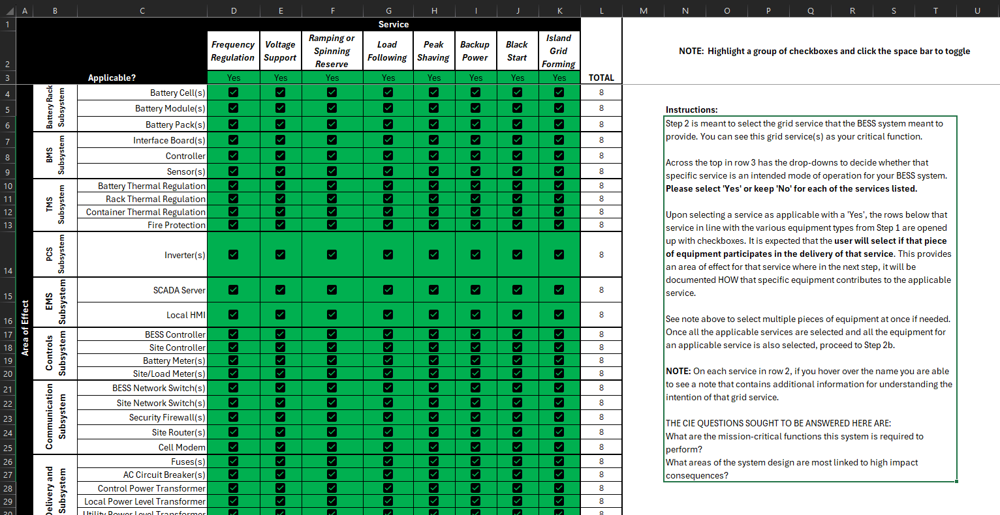 A B C D E F G H I J K L M N O P Q R S T U
1 Service
2 Frequency Regulation Voltage Support Ramping or Spinning Reserve Load Following Peak Shaving Backup Power Black Start Island Grid Forming
NOTE: Highlight a group of checkboxes and click the space bar to toggle
3 Applicable? Yes Yes Yes Yes Yes Yes Yes Yes TOTAL
Area of Effect
Battery Rack Subsystem
4 Battery Cell(s) 8
5 Battery Module(s) 8
6 Battery Pack(s) 8
BMS Subsystem
7 Interface Board(s) 8
8 Controller 8
9 Sensor(s) 8
TMS Subsystem
10 Battery Thermal Regulation 8
11 Rack Thermal Regulation 8
12 Container Thermal Regulation 8
13 Fire Protection 8
PCS Subsystem
14 Inverter(s) 8
EMS Subsystem
15 SCADA Server 8
16 Local HMI 8
Controls Subsystem
17 BESS Controller 8
18 Site Controller 8
19 Battery Meter(s) 8
20 Site/Load Meter(s) 8
Communication Subsystem
21 BESS Network Switch(s) 8
22 Site Network Switch(s) 8
23 Security Firewall(s) 8
24 Site Router(s) 8
25 Cell Modem 8
Delivery and Subsystem
26 Fuses(s) 8
27 AC Circuit Breaker(s) 8
28 Control Power Transformer 8
29 Local Power Level Transformer 8
30 Utility Power Level Transformer 8
Instructions:
Step 2 is meant to select the grid service that the BESS system meant to
provide. You can see this grid service(s) as your critical function.
Across the top in row 3 has the drop-downs to decide whether that
specific service is an intended mode of operation for your BESS system.
Please select 'Yes' or keep 'No' for each of the services listed.
Upon selecting a service as applicable with a 'Yes', the rows below that
service in line with the various equipment types from Step 1 are opened
up with checkboxes. It is expected that the user will select if that piece
of equipment participates in the delivery of that service. This provides
an area of effect for that service where in the next step, it will be
documented HOW that specific equipment contributes to the applicable
service.
See note above to select multiple pieces of equipment at once if needed.
Once all the applicable services are selected and all the equipment for
an applicable service is also selected, proceed to Step 2b.
NOTE: On each service in row 2, if you hover over the name you are able
to see a note that contains additional information for understanding the
intention of that grid service.
THE CIE QUESTIONS SOUGHT TO BE ANSWERED HERE ARE:
What are the mission-critical functions this system is required to
perform?
What areas of the system design are most linked to high impact
consequences?